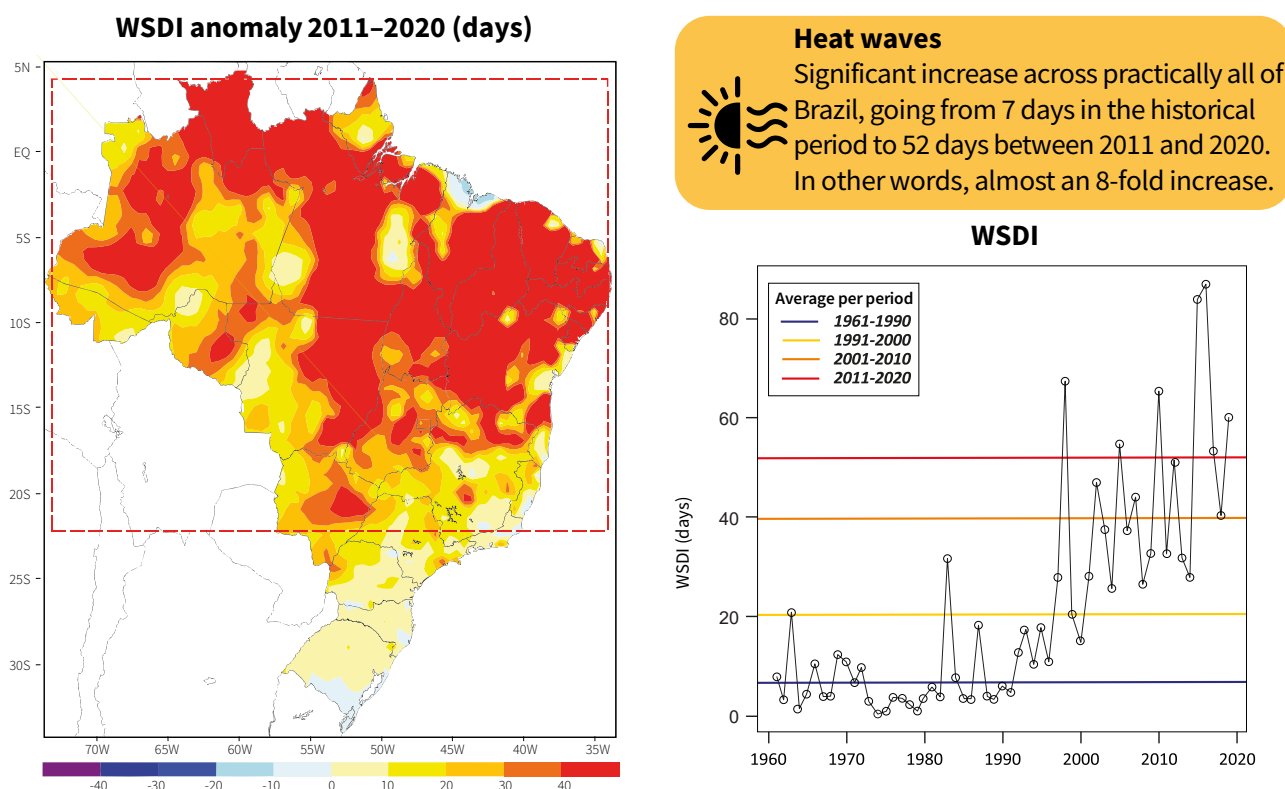 WSDI anomaly 2011–2020 (days)
5N
EQ
5S
10S
15S
20S
25S
30S
70W
65W
60W
55W
50W
45W
40W
35W
-40
-30
-20
-10
0
10
20
30
40
Heat waves
Significant increase across practically all of
Brazil, going from 7 days in the historical
period to 52 days between 2011 and 2020.
In other words, almost an 8-fold increase.
WSDI
Average per period
1961-1990
1991-2000
2001-2010
2011-2020
WSDI (days)
80
60
40
20
0
1960
1970
1980
1990
2000
2010
2020